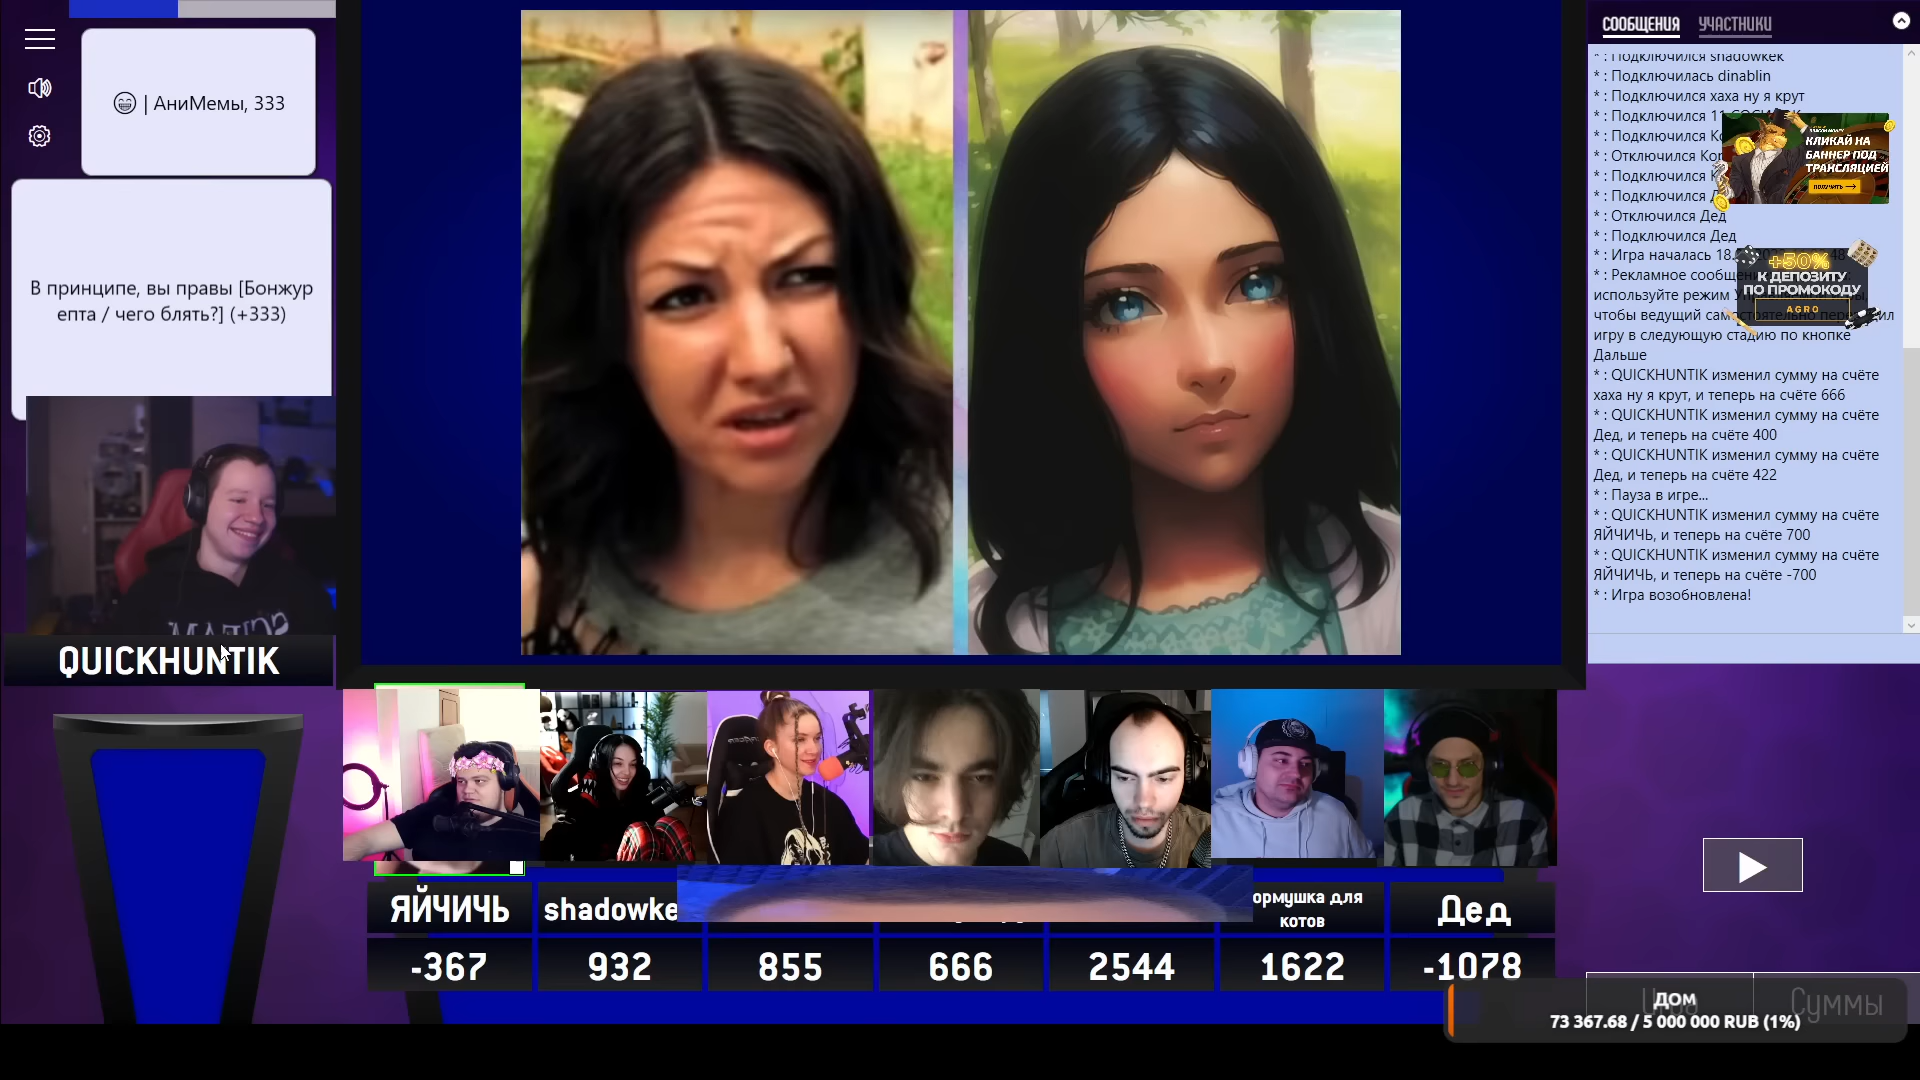 😁 | АниМемы, 333
В принципе, вы правы [Бонжур
епта / чего блять?] (+333)
QUICKHUNTIK
СООБЩЕНИЯ УЧАСТНИКИ
* : Подключился shadowkek
* : Подключилась dinablin
* : Подключился хаха ну я крут
* : Подключился
* : Подключился
* : Отключился
* : Подключился
* : Подключился
* : Отключился Дед
* : Подключился Дед
* : Игра началась
* : Рекламное
используйте режим
чтобы ведущий самостоятельно
игру в следующую стадию по кнопке
Дальше
* : QUICKHUNTIK изменил сумму на счёте
хаха ну я крут, и теперь на счёте 666
* : QUICKHUNTIK изменил сумму на счёте
Дед, и теперь на счёте 400
* : QUICKHUNTIK изменил сумму на счёте
Дед, и теперь на счёте 422
* : Пауза в игре...
* : QUICKHUNTIK изменил сумму на счёте
ЯЙЧИЧЬ, и теперь на счёте 700
* : QUICKHUNTIK изменил сумму на счёте
ЯЙЧИЧЬ, и теперь на счёте -700
* : Игра возобновлена!
КЛИКАЙ НА
БАННЕР ПОД
ТРАНСЛЯЦИЕЙ
ПОЛУЧИТЬ
+50%
К ДЕПОЗИТУ
ПО ПРОМОКОДУ
AGRO
ЯЙЧИЧЬ
shadowke
ормушка для
котов
Дед
-367
932
855
666
2544
1622
-1078
Суммы
ДОМ
73 367.68 / 5 000 000 RUB (1%)